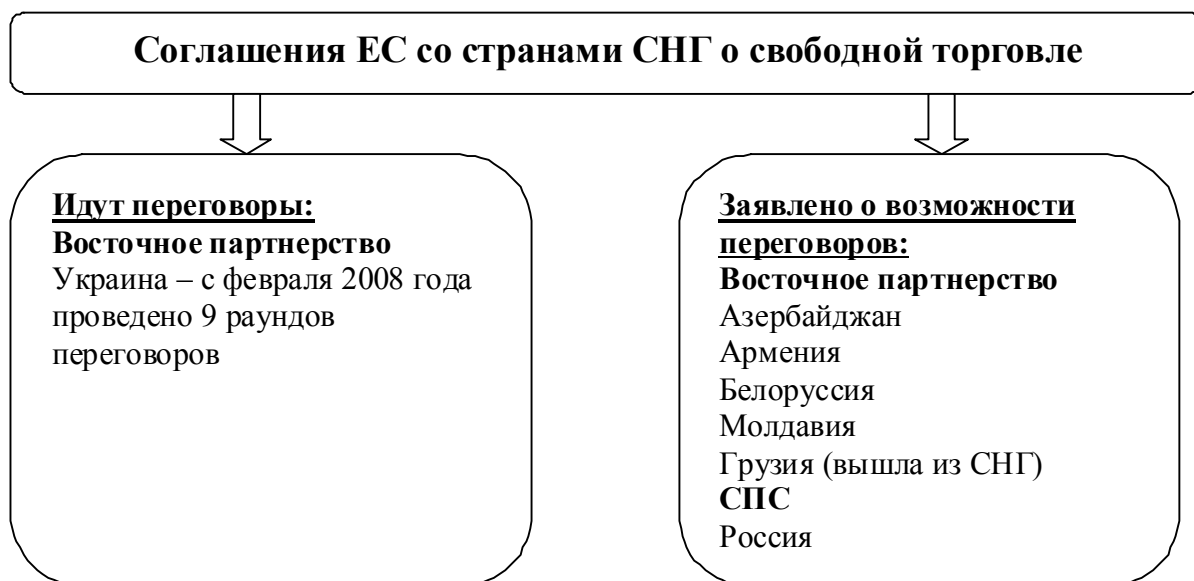 Соглашения ЕС со странами СНГ о свободной торговле
Идут переговоры:
Восточное партнерство
Украина – с февраля 2008 года
проведено 9 раундов
переговоров
Заявлено о возможности
переговоров:
Восточное партнерство
Азербайджан
Армения
Белоруссия
Молдавия
Грузия (вышла из СНГ)
СПС
Россия